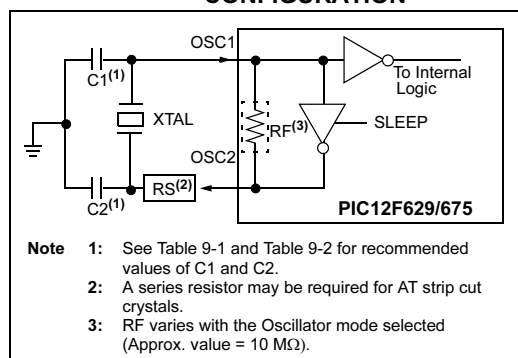 CONFIGURATION
OSC1
C1(1)
To Internal
Logic
XTAL
RF(3)
SLEEP
OSC2
RS(2)
C2(1)
PIC12F629/675
Note 1: See Table 9-1 and Table 9-2 for recommended
values of C1 and C2.
2: A series resistor may be required for AT strip cut
crystals.
3: RF varies with the Oscillator mode selected
(Approx. value = 10 MΩ).